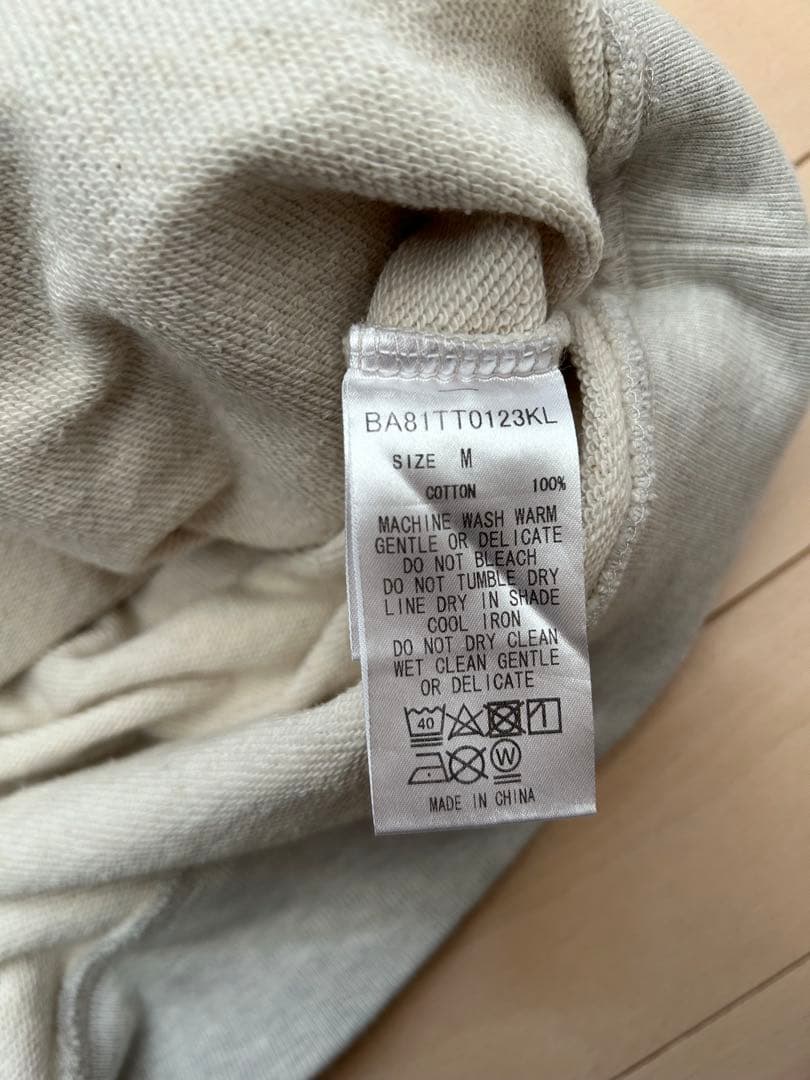 BA81TT0123KL
SIZE M
COTTON 100%
MACHINE WASH WARM
GENTLE OR DELICATE
DO NOT BLEACH
DO NOT TUMBLE DRY
LINE DRY IN SHADE
COOL IRON
DO NOT DRY CLEAN
WET CLEAN GENTLE
OR DELICATE
40
W
MADE IN CHINA